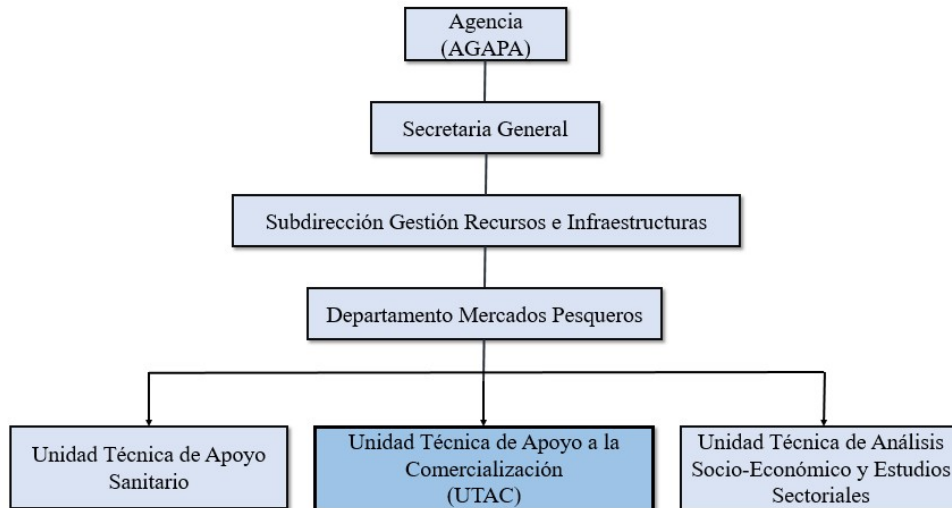 Agencia
(AGAPA)
Secretaria General
Subdirección Gestión Recursos e Infraestructuras
Departamento Mercados Pesqueros
Unidad Técnica de Apoyo
Sanitario
Unidad Técnica de Apoyo a la
Comercialización
(UTAC)
Unidad Técnica de Análisis
Socio-Económico y Estudios
Sectoriales